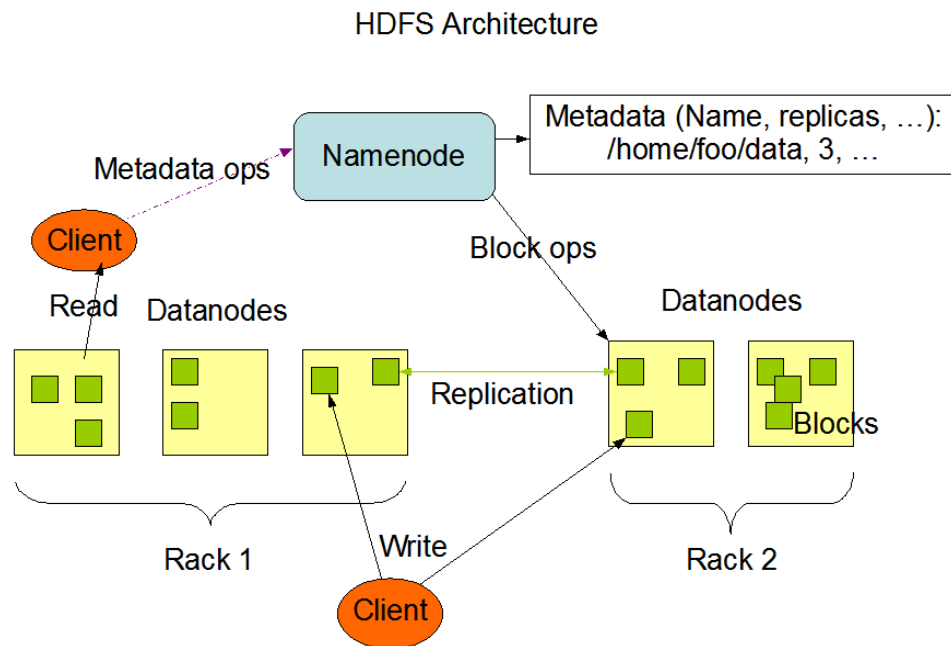 HDFS Architecture
Metadata (Name, replicas, …):
/home/foo/data, 3, …
Namenode
Metadata ops
Client
Block ops
Read
Datanodes
Datanodes
Replication
Blocks
Rack 1
Write
Rack 2
Client